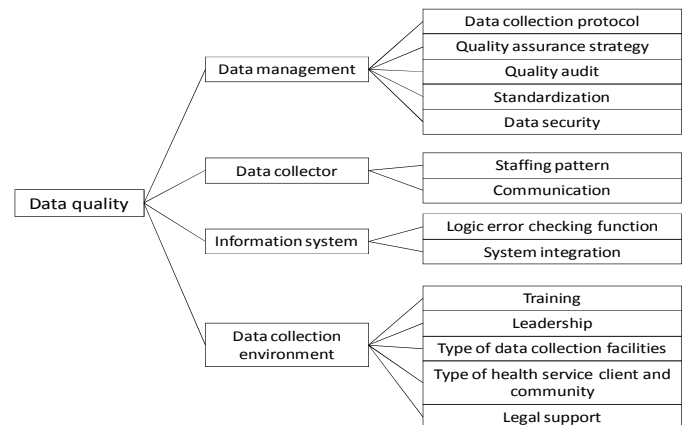 Data quality
Data management
Data collection protocol
Quality assurance strategy
Quality audit
Standardization
Data security
Data collector
Staffing pattern
Communication
Information system
Logic error checking function
System integration
Data collection
environment
Training
Leadership
Type of data collection facilities
Type of health service client and
community
Legal support